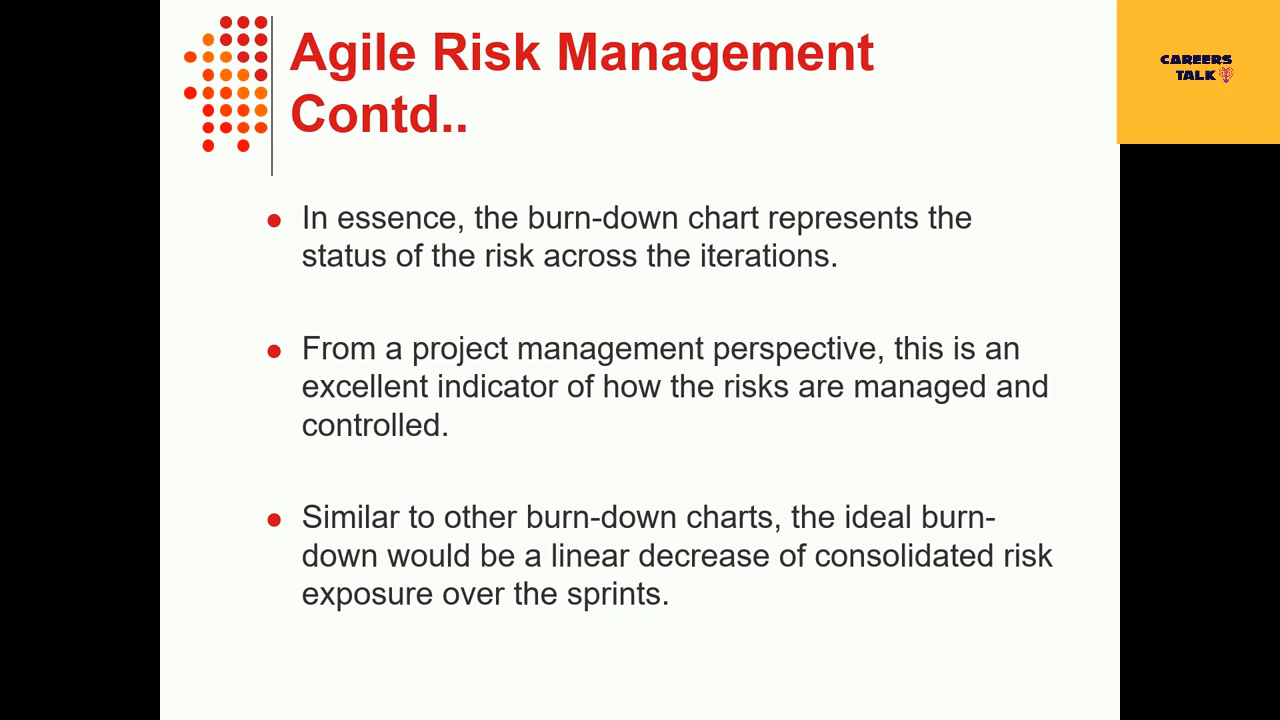 Agile Risk Management
Contd..
CAREERS
TALK
In essence, the burn-down chart represents the
status of the risk across the iterations.
From a project management perspective, this is an
excellent indicator of how the risks are managed and
controlled.
Similar to other burn-down charts, the ideal burn-
down would be a linear decrease of consolidated risk
exposure over the sprints.